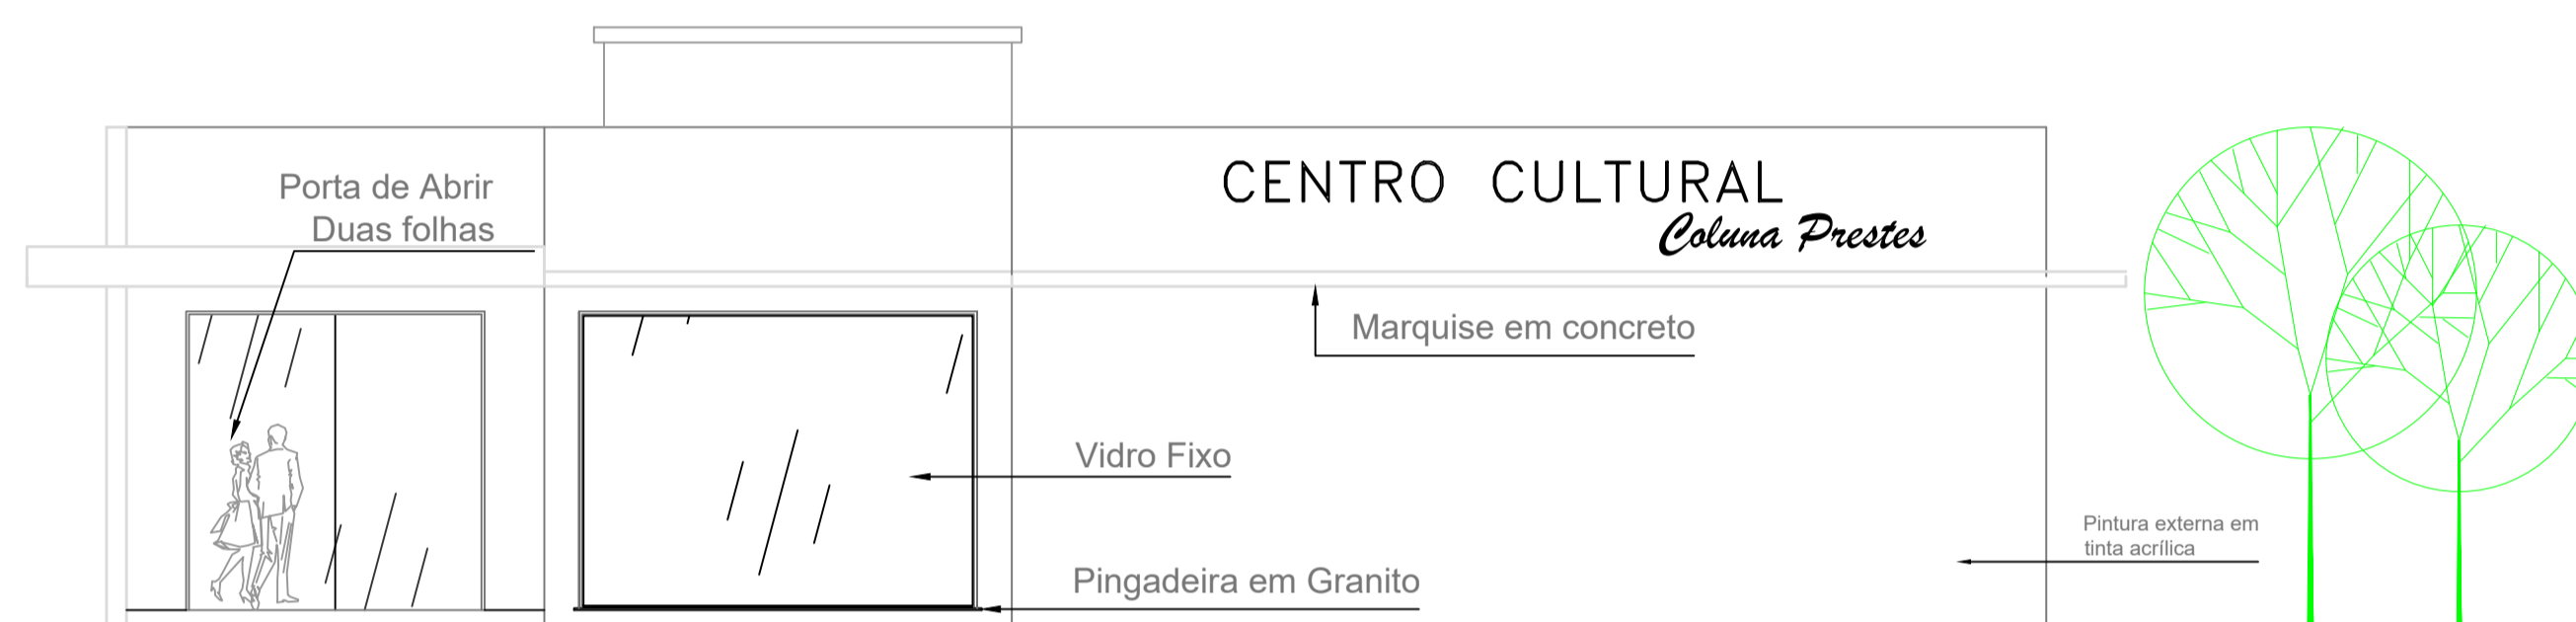 CENTRO CULTURAL
Coluna Prestes
Porta de Abrir
Duas folhas
Marquise em concreto
Vidro Fixo
Pintura externa em
tinta acrílica
Pingadeira em Granito